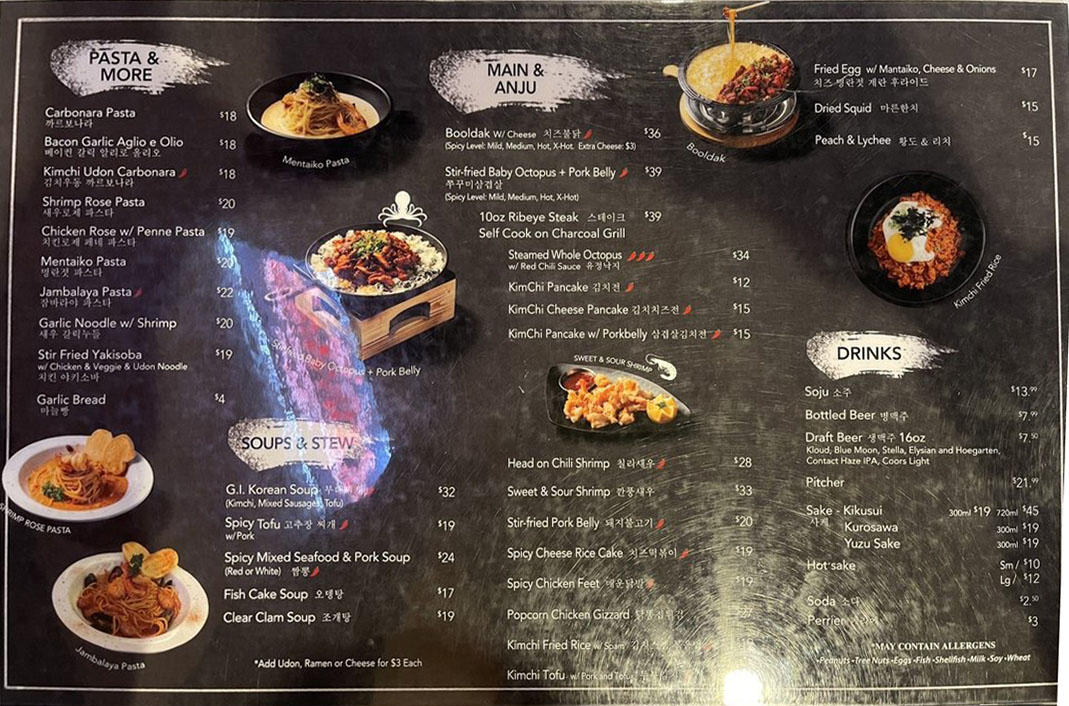 PASTA &
MORE
Carbonara Pasta $18
까르보나라
Bacon Garlic Aglio e Olio $18
베이컨 갈릭 알리로 올리오
Kimchi Udon Carbonara $18
김치우동 까르보나라
Shrimp Rose Pasta $20
새우로제 파스타
Chicken Rose w/ Penne Pasta $19
치킨로제 페네 파스타
Mentaiko Pasta $20
명란젓 파스타
Jambalaya Pasta $22
잠바라야 파스타
Garlic Noodle w/ Shrimp $20
새우 갈릭누들
Stir Fried Yakisoba $19
w/ Chicken & Veggie & Udon Noodle
치킨 야키소바
Garlic Bread $4
마늘빵
SHRIMP ROSE PASTA
Jambalaya Pasta
Mentaiko Pasta
Stir-fried Baby Octopus + Pork Belly
SOUPS & STEW
G.I. Korean Soup $32
(Kimchi, Mixed Sausages, Tofu)
Spicy Tofu 고추장 찌개 $19
w/ Pork
Spicy Mixed Seafood & Pork Soup $24
(Red or White) 짬뽕
Fish Cake Soup 오뎅탕 $17
Clear Clam Soup 조개탕 $19
*Add Udon, Ramen or Cheese for $3 Each
MAIN &
ANJU
Booldak w/ Cheese 치즈불닭 $36
(Spicy Level: Mild, Medium, Hot, X-Hot. Extra Cheese: $3)
Stir-fried Baby Octopus + Pork Belly $39
쭈꾸미삼겹살
(Spicy Level: Mild, Medium, Hot, X-Hot)
10oz Ribeye Steak 스테이크 $39
Self Cook on Charcoal Grill
Steamed Whole Octopus $34
w/ Red Chili Sauce 유정낙지
KimChi Pancake 김치전 $12
KimChi Cheese Pancake 김치치즈전 $15
KimChi Pancake w/ Porkbelly 삼겹살김치전 $15
SWEET & SOUR SHRIMP
Head on Chili Shrimp 칠리새우 $28
Sweet & Sour Shrimp 깐풍새우 $33
Stir-fried Pork Belly 돼지불고기 $20
Spicy Cheese Rice Cake 치즈떡볶이 $19
Spicy Chicken Feet 매운닭발 $19
Popcorn Chicken Gizzard
Kimchi Fried Rice w/ Spam
Kimchi Tofu w/ Pork and Tofu
Booldak
Fried Egg w/ Mantaiko, Cheese & Onions $17
치즈 명란젓 계란 후라이드
Dried Squid 마른한치 $15
Peach & Lychee 황도 & 리치 $15
Kimchi Fried Rice
DRINKS
Soju 소주 $13.99
Bottled Beer 병맥주 $7.99
Draft Beer 생맥주 16oz $7.50
Kloud, Blue Moon, Stella, Elysian and Hoegarten,
Contact Haze IPA, Coors Light
Pitcher $21.99
Sake - Kikusui 300ml $19 720ml $45
사케 Kurosawa 300ml $19
Yuzu Sake 300ml $19
Hot sake Sm / $10
Lg / $12
Soda 소다 $2.50
Perrier $3
*MAY CONTAIN ALLERGENS
•Peanuts •Tree Nuts •Eggs •Fish •Shellfish •Milk •Soy •Wheat